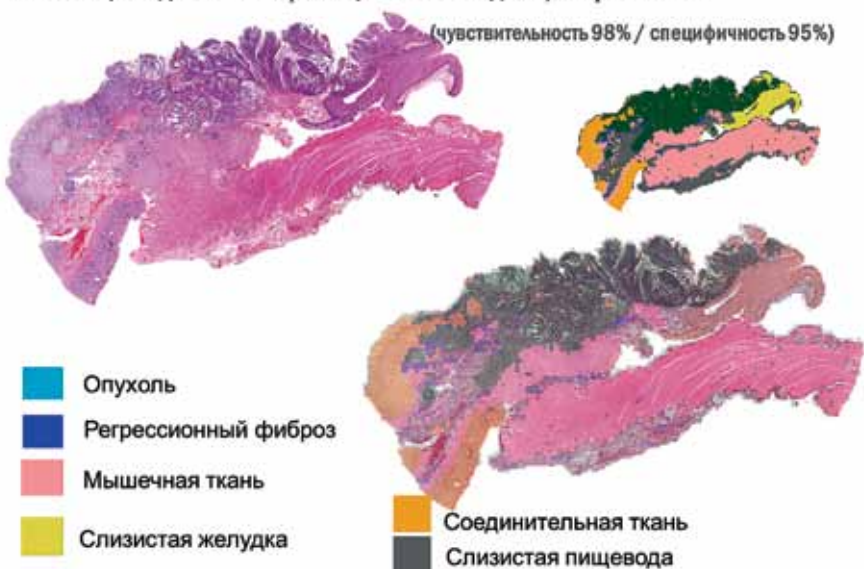 (чувствительность 98% / специфичность 95%)
Опухоль
Регрессионный фиброз
Мышечная ткань
Слизистая желудка
Соединительная ткань
Слизистая пищевода